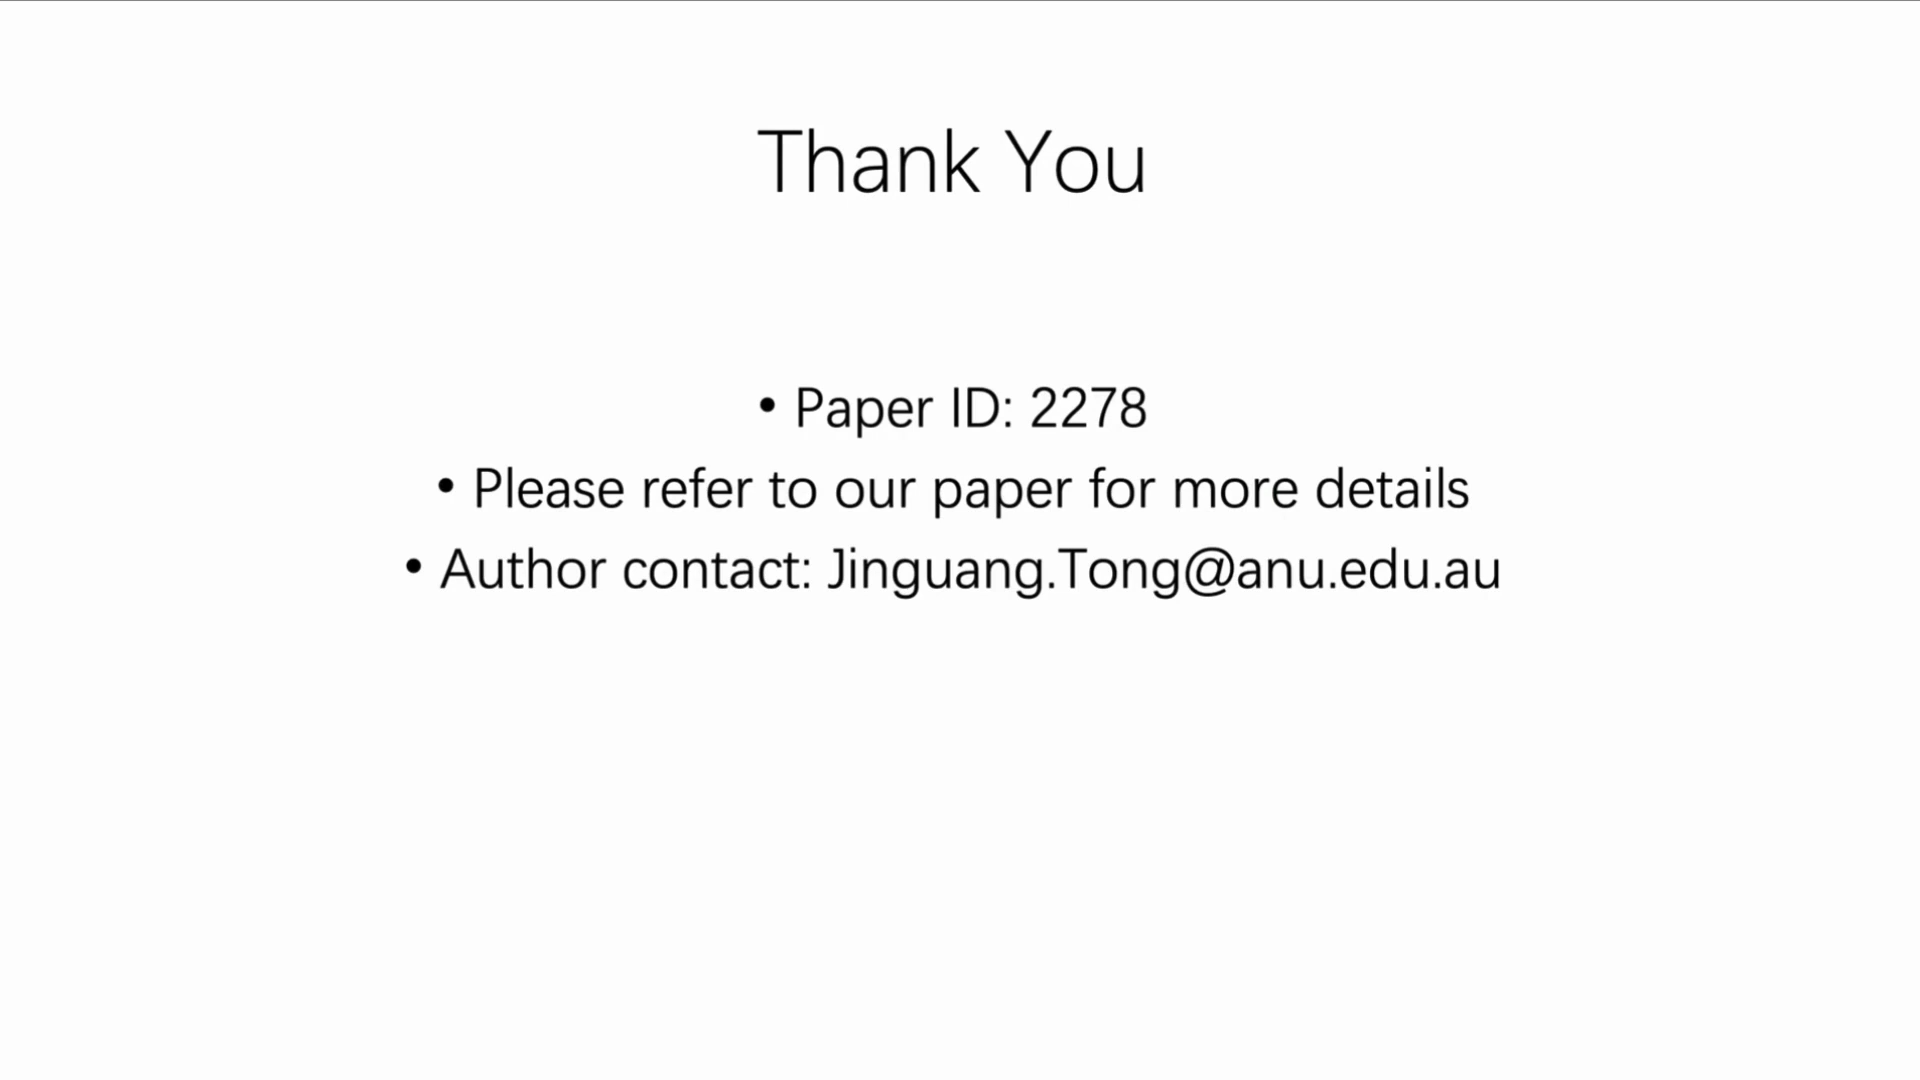 Thank You
• Paper ID: 2278
• Please refer to our paper for more details
• Author contact: Jinguang.Tong@anu.edu.au